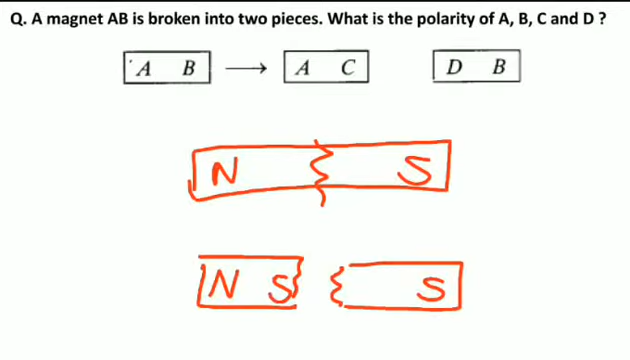 Q. A magnet AB is broken into two pieces. What is the polarity of A, B, C and D ?
A B → A C D B
N S
N S S